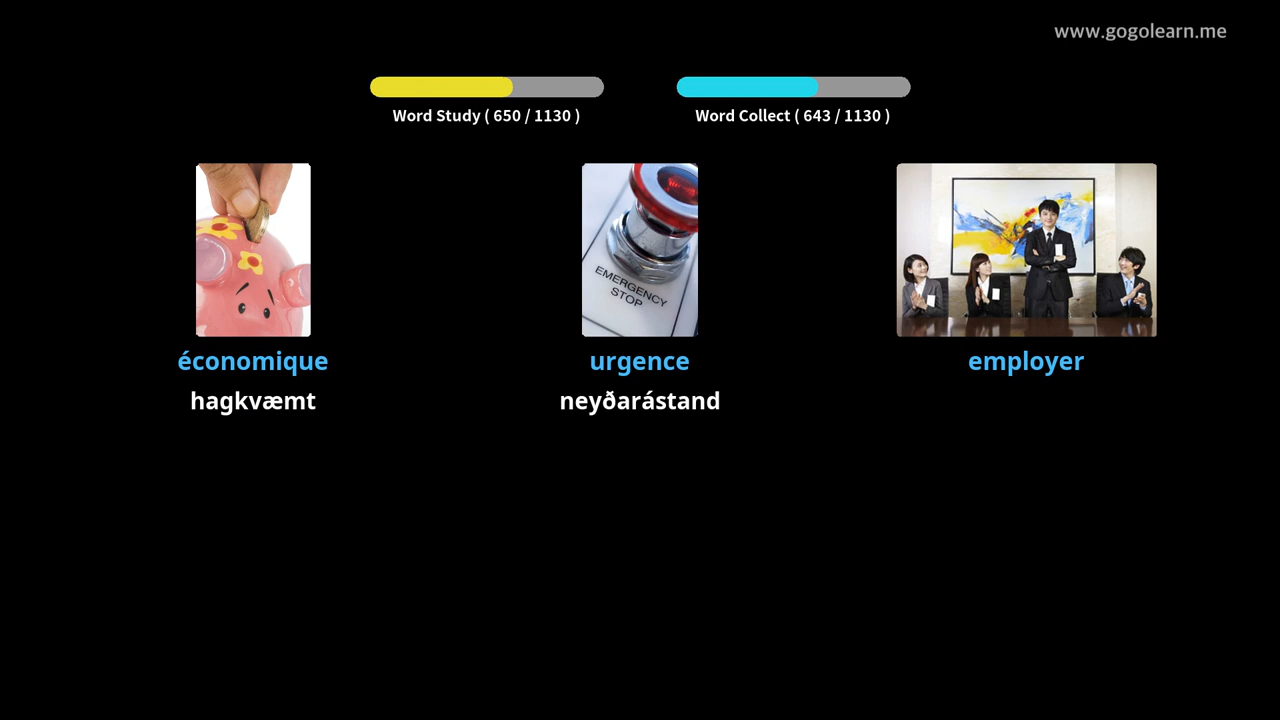 www.gogolearn.me
Word Study ( 650 / 1130 )
Word Collect ( 643 / 1130 )
EMERGENCY
STOP
économique
urgence
employer
hagkvæmt
neyðarástand